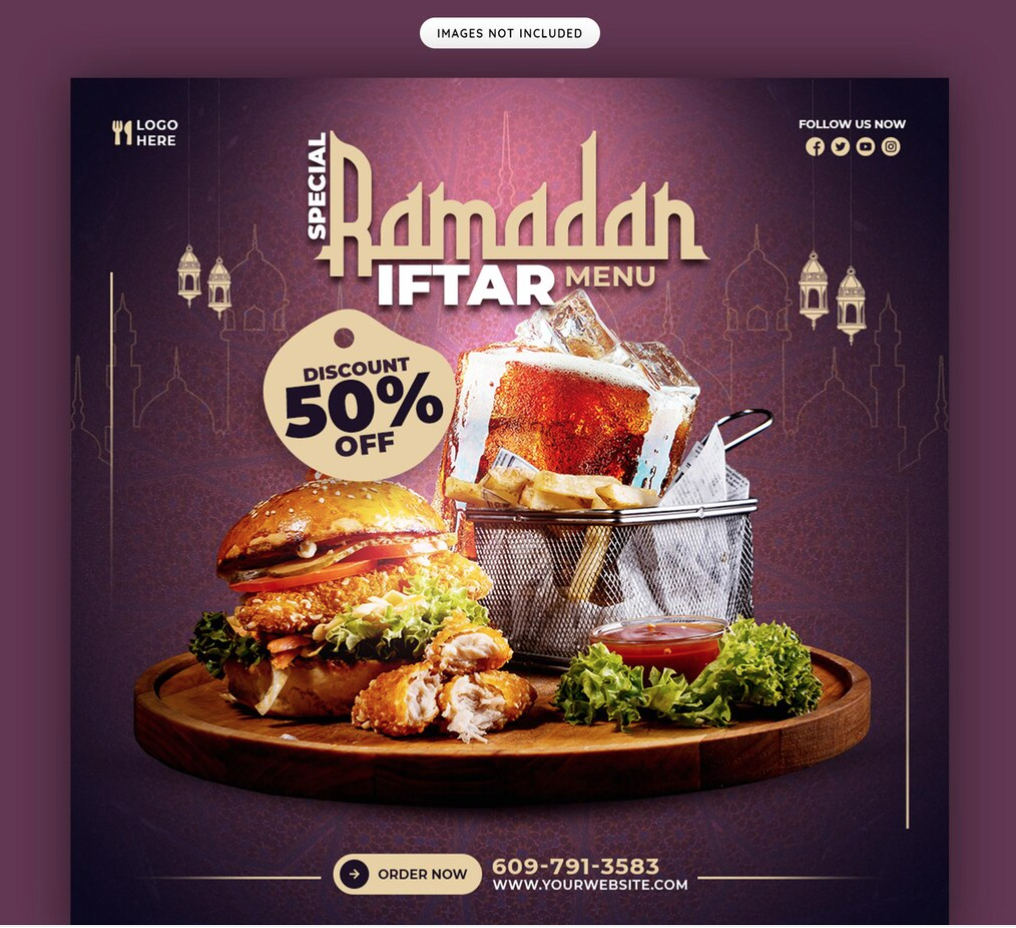 IMAGES NOT INCLUDED
LOGO
HERE
FOLLOW US NOW
SPECIAL
Ramadan
IFTAR MENU
DISCOUNT
50%
OFF
ORDER NOW
609-791-3583
WWW.YOURWEBSITE.COM